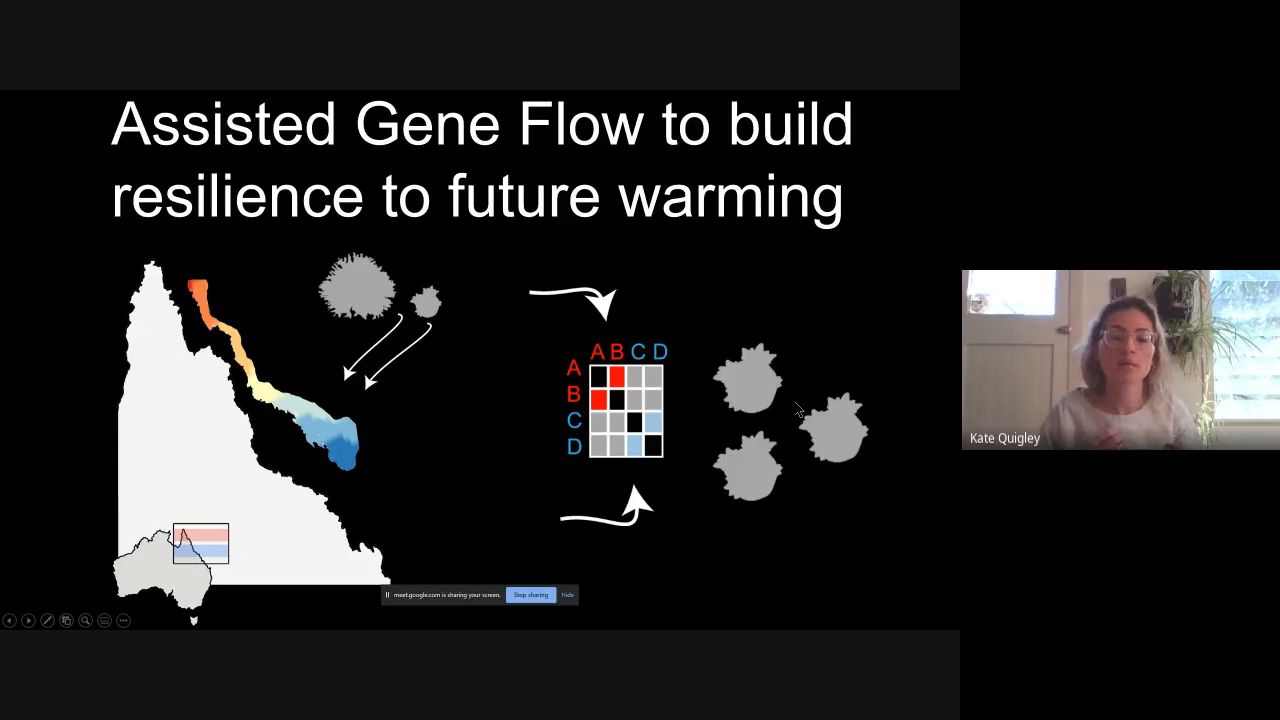 Assisted Gene Flow to build
resilience to future warming
A B C D
A
B
C
D
Kate Quigley
meet.google.com is sharing your screen. Stop sharing Hide